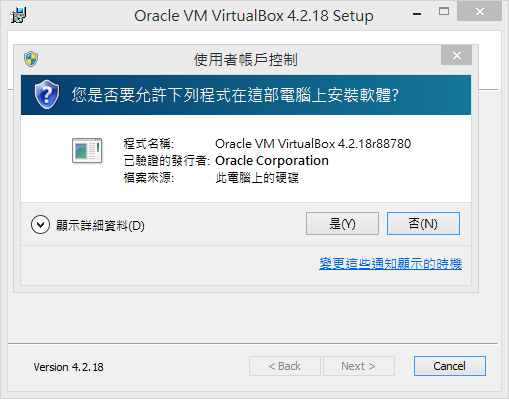 Oracle VM VirtualBox 4.2.18 Setup
使用者帳戶控制
您是否要允許下列程式在這部電腦上安裝軟體?
程式名稱: Oracle VM VirtualBox 4.2.18r88780
已驗證的發行者: Oracle Corporation
檔案來源: 此電腦上的硬碟
顯示詳細資料(D) 是(Y) 否(N)
變更這些通知顯示的時機
Version 4.2.18 < Back Next > Cancel